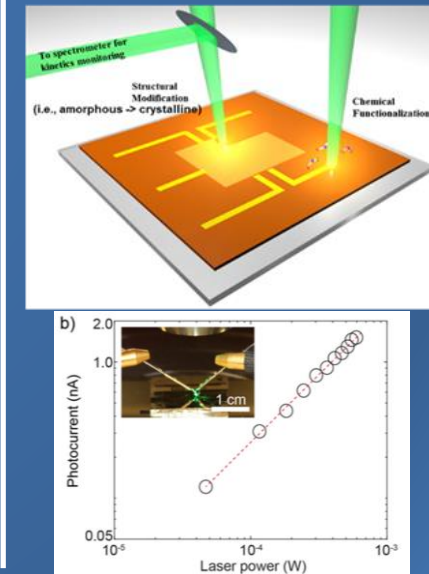 To spectrometer for
kinetics monitoring
Structural
Modification
(i.e., amorphous -> crystalline)
Chemical
Functionalization
b)
2.0
1.0
0.05
Photocurrent (nA)
1 cm
10-5
10-4
10-3
Laser power (W)